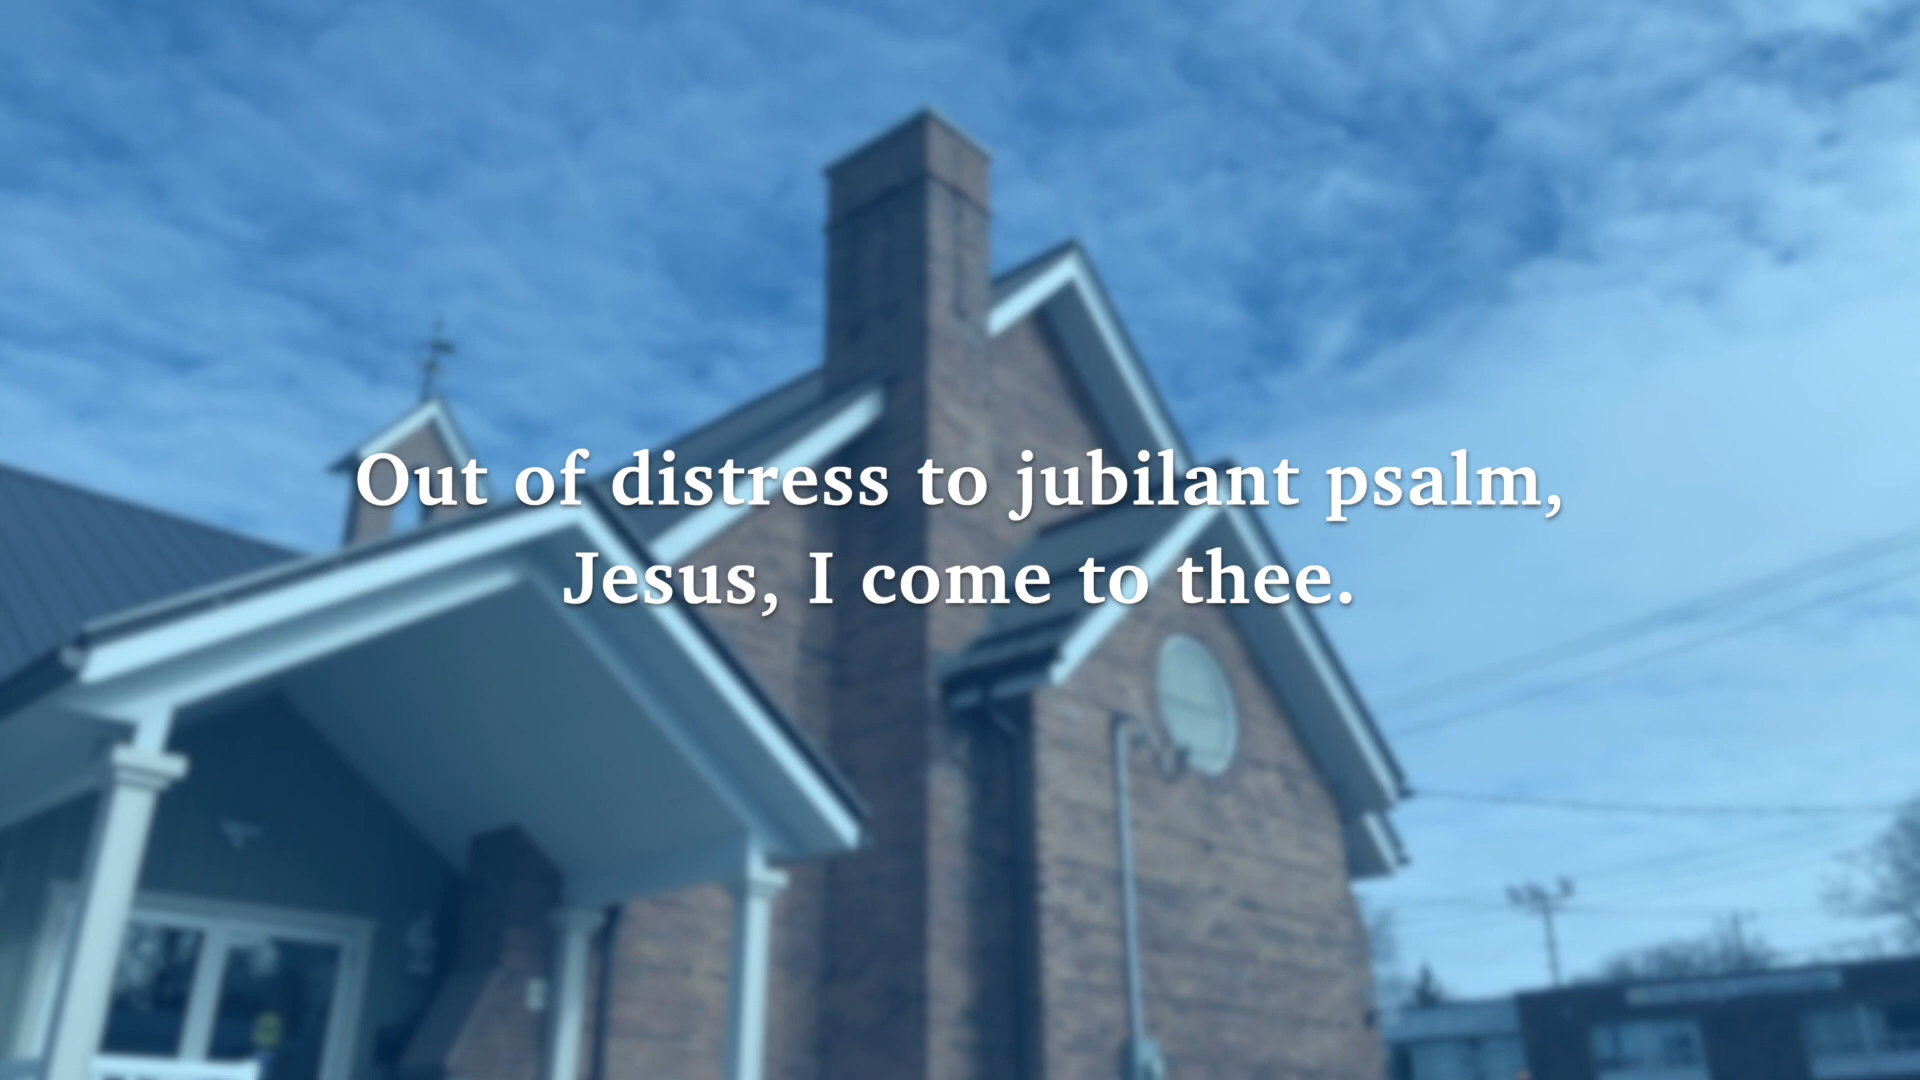 Out of distress to jubilant psalm,
Jesus, I come to thee.